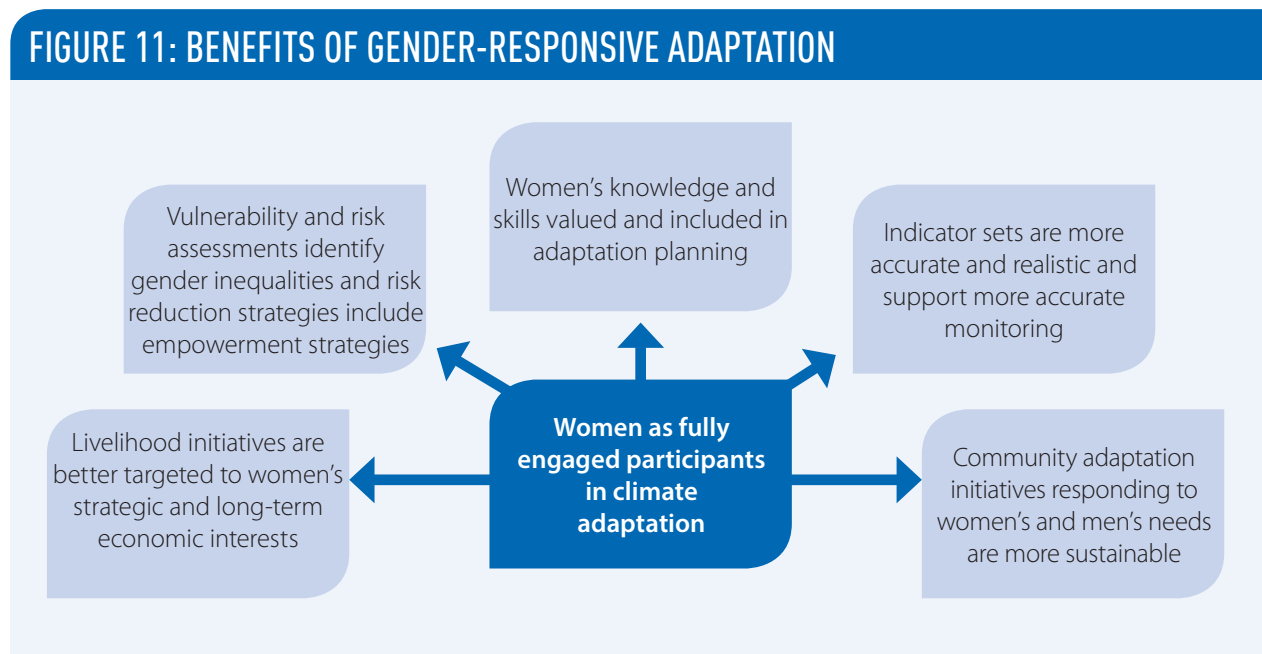 FIGURE 11: BENEFITS OF GENDER-RESPONSIVE ADAPTATION
Livelihood initiatives are
better targeted to women’s
strategic and long-term
economic interests
Vulnerability and risk
assessments identify
gender inequalities and risk
reduction strategies include
empowerment strategies
Women’s knowledge and
skills valued and included in
adaptation planning
Indicator sets are more
accurate and realistic and
support more accurate
monitoring
Community adaptation
initiatives responding to
women’s and men’s needs
are more sustainable
Women as fully
engaged participants
in climate
adaptation